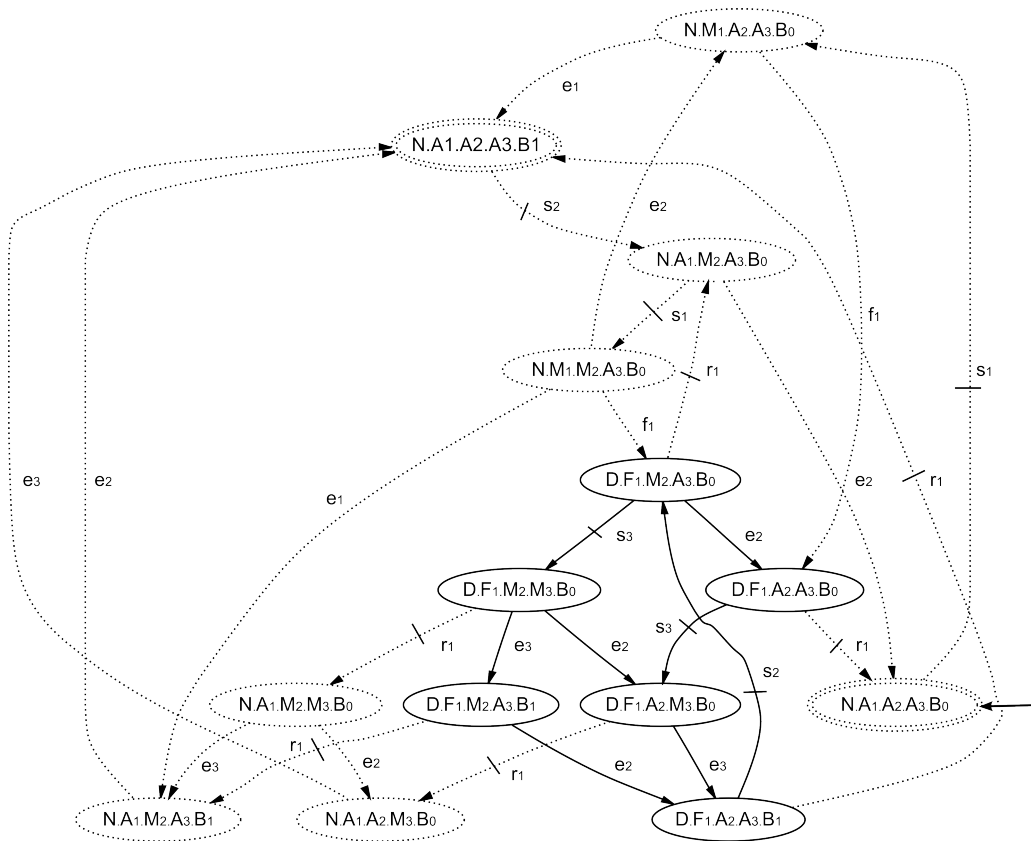 N.M1.A2.A3.B0
e1
N.A1.A2.A3.B1
s2
e2
N.A1.M2.A3.B0
s1
f1
N.M1.M2.A3.B0
r1
s1
f1
D.F1.M2.A3.B0
e3
e2
e1
e2
r1
s3
e2
D.F1.M2.M3.B0
D.F1.A2.A3.B0
s3
r1
e3
e2
r1
s2
N.A1.M2.M3.B0
D.F1.M2.A3.B1
D.F1.A2.M3.B0
N.A1.A2.A3.B0
r1
e3
e2
e2
r1
e3
N.A1.M2.A3.B1
N.A1.A2.M3.B0
D.F1.A2.A3.B1